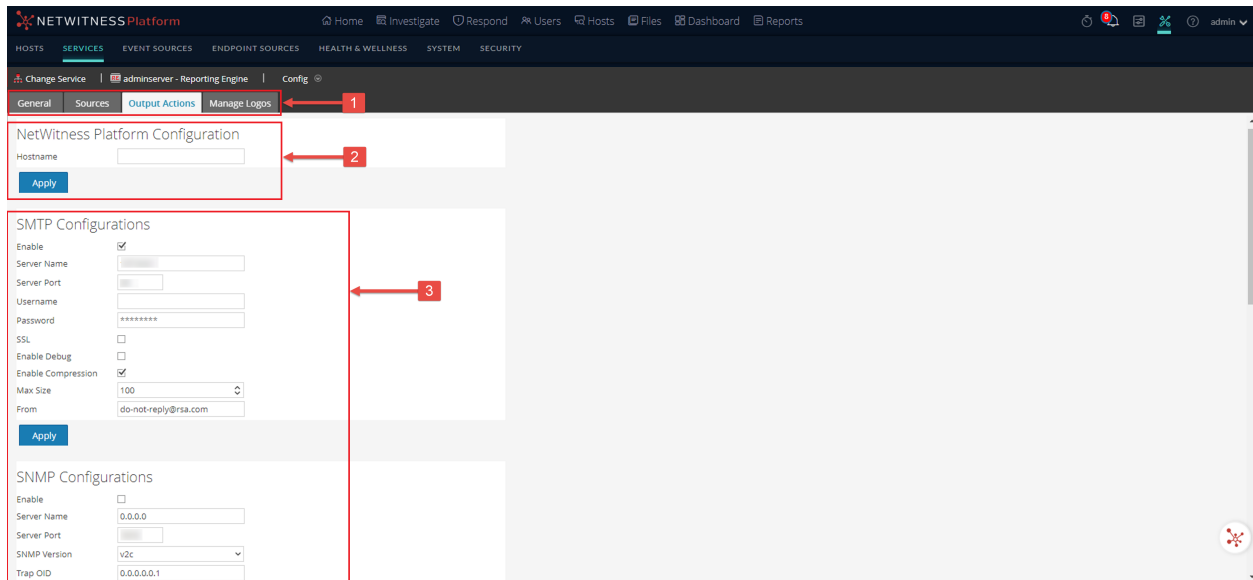 NETWITNESS Platform Home Investigate Respond Users Hosts Files Dashboard Reports 8 admin
HOSTS SERVICES EVENT SOURCES ENDPOINT SOURCES HEALTH & WELLNESS SYSTEM SECURITY
Change Service | adminserver - Reporting Engine | Config
General Sources Output Actions Manage Logos 1
NetWitness Platform Configuration
Hostname 2
Apply
SMTP Configurations
Enable
Server Name
Server Port
3
Username
Password ********
SSL
Enable Debug
Enable Compression
Max Size 100
From do-not-reply@rsa.com
Apply
SNMP Configurations
Enable
Server Name 0.0.0.0
Server Port
SNMP Version v2c
Trap OID 0.0.0.0.0.1